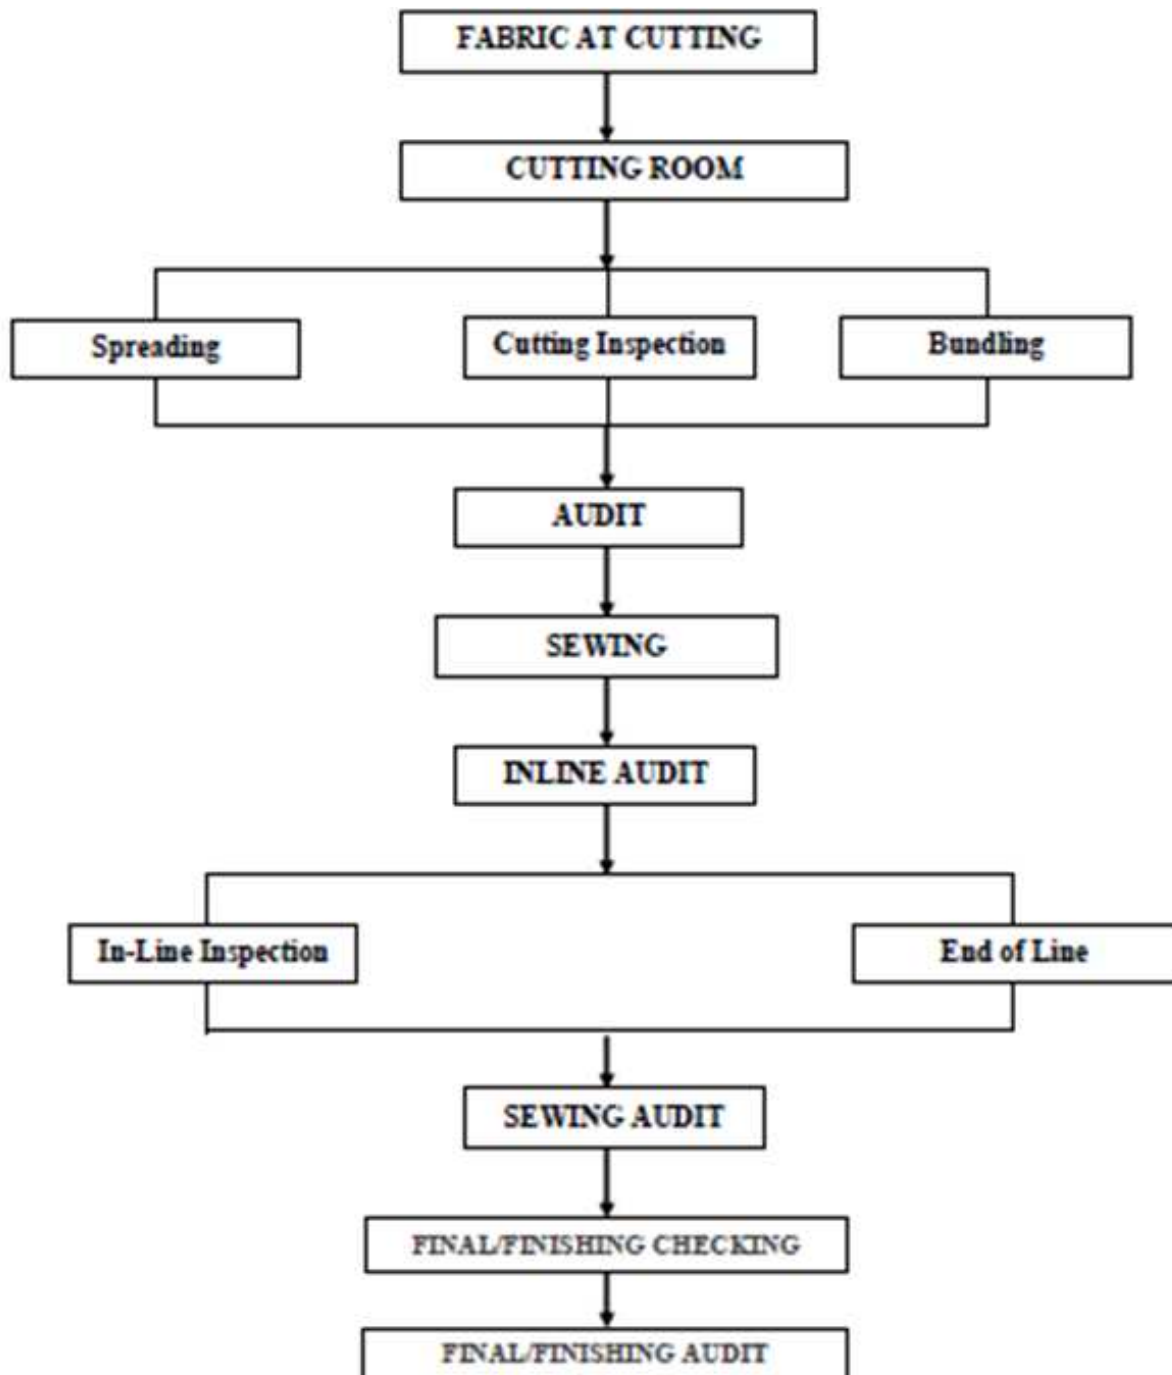 FABRIC AT CUTTING
CUTTING ROOM
Spreading
Cutting Inspection
Bundling
AUDIT
SEWING
INLINE AUDIT
In-Line Inspection
End of Line
SEWING AUDIT
FINAL/FINISHING CHECKING
FINAL/FINISHING AUDIT